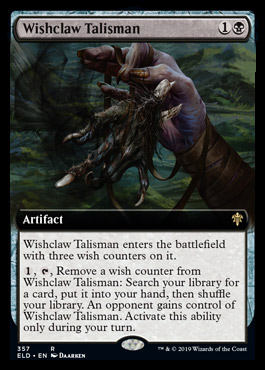 Wishclaw Talisman 1
Artifact
Wishclaw Talisman enters the battlefield
with three wish counters on it.
1, , Remove a wish counter from
Wishclaw Talisman: Search your library
for a card, put it into your hand, then shuffle
your library. An opponent gains control of
Wishclaw Talisman. Activate this ability
only during your turn.
357 R
ELD • EN DAARKEN
™ & © 2019 Wizards of the Coast